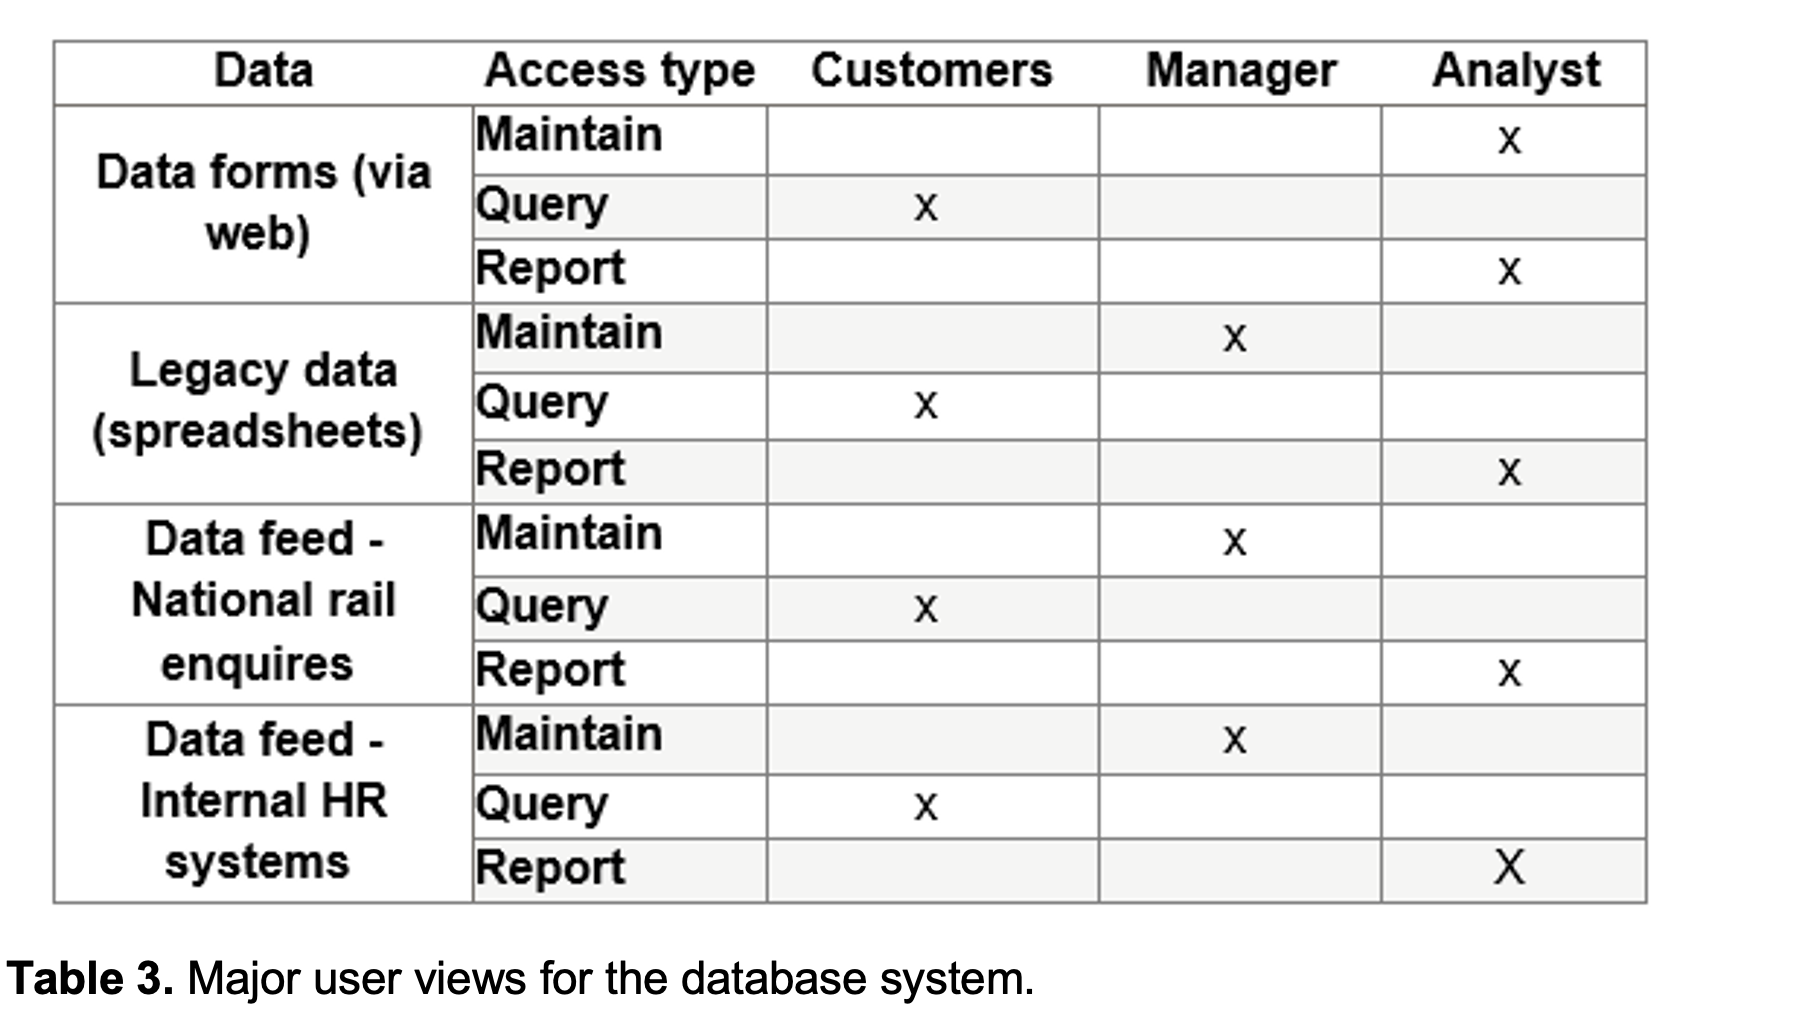 Data Access type Customers Manager Analyst
Data forms (via
web)
Maintain x
Query x
Report x
Legacy data
(spreadsheets)
Maintain x
Query x
Report x
Data feed -
National rail
enquires
Maintain x
Query x
Report x
Data feed -
Internal HR
systems
Maintain x
Query x
Report X
Table 3. Major user views for the database system.